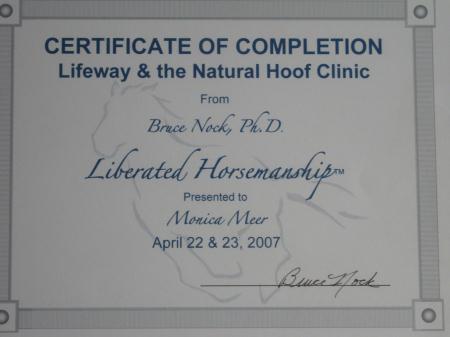 CERTIFICATE OF COMPLETION
Lifeway & the Natural Hoof Clinic
From
Bruce Nock, Ph.D.
Liberated Horsemanship™
Presented to
Monica Meer
April 22 & 23, 2007
Bruce Nock